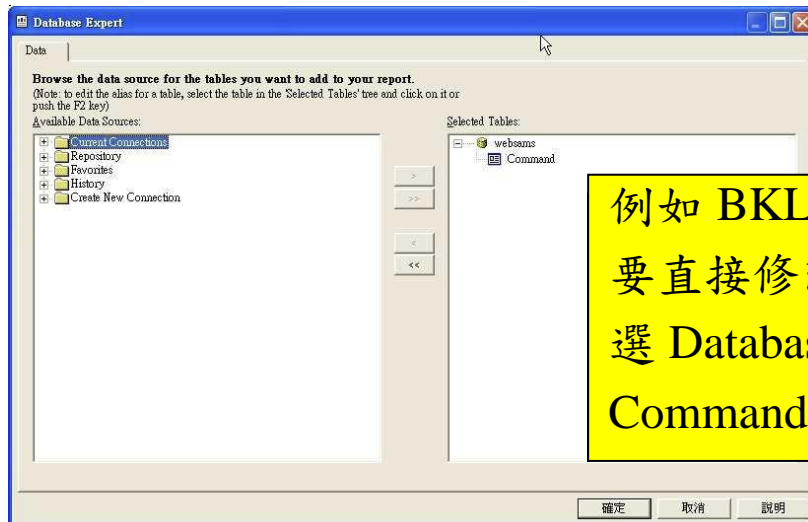 Database Expert
Data
Browse the data source for the tables you want to add to your report.
(Note: to edit the alias for a table, select the table in the 'Selected Tables' tree and click on it or
push the F2 key)
Available Data Sources:
Selected Tables:
Current Connections
Repository
Favorites
History
Create New Connection
>
>>
<
<<
websams
Command
例如 BKL
要直接修
選 Databas
Command
確定
取消
說明